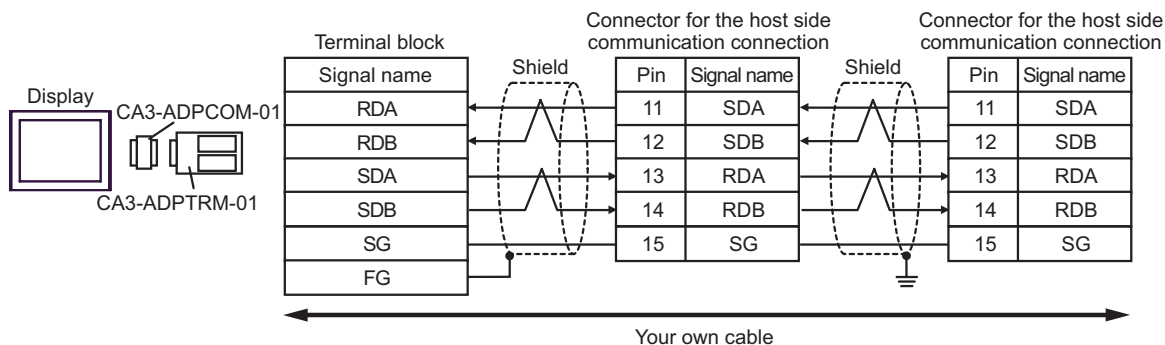 Display
CA3-ADPCOM-01
CA3-ADPTRM-01
Terminal block
Signal name
RDA
RDB
SDA
SDB
SG
FG
Shield
Connector for the host side
communication connection
Pin Signal name
11 SDA
12 SDB
13 RDA
14 RDB
15 SG
Shield
Connector for the host side
communication connection
Pin Signal name
11 SDA
12 SDB
13 RDA
14 RDB
15 SG
Your own cable